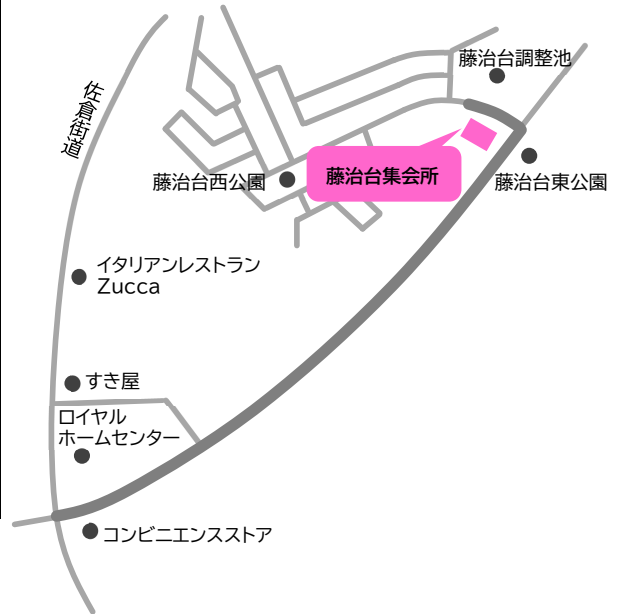 藤治台調整池
佐倉街道
藤治台西公園
藤治台集会所
藤治台東公園
イタリアンレストラン
Zucca
すき屋
ロイヤル
ホームセンター
コンビニエンスストア